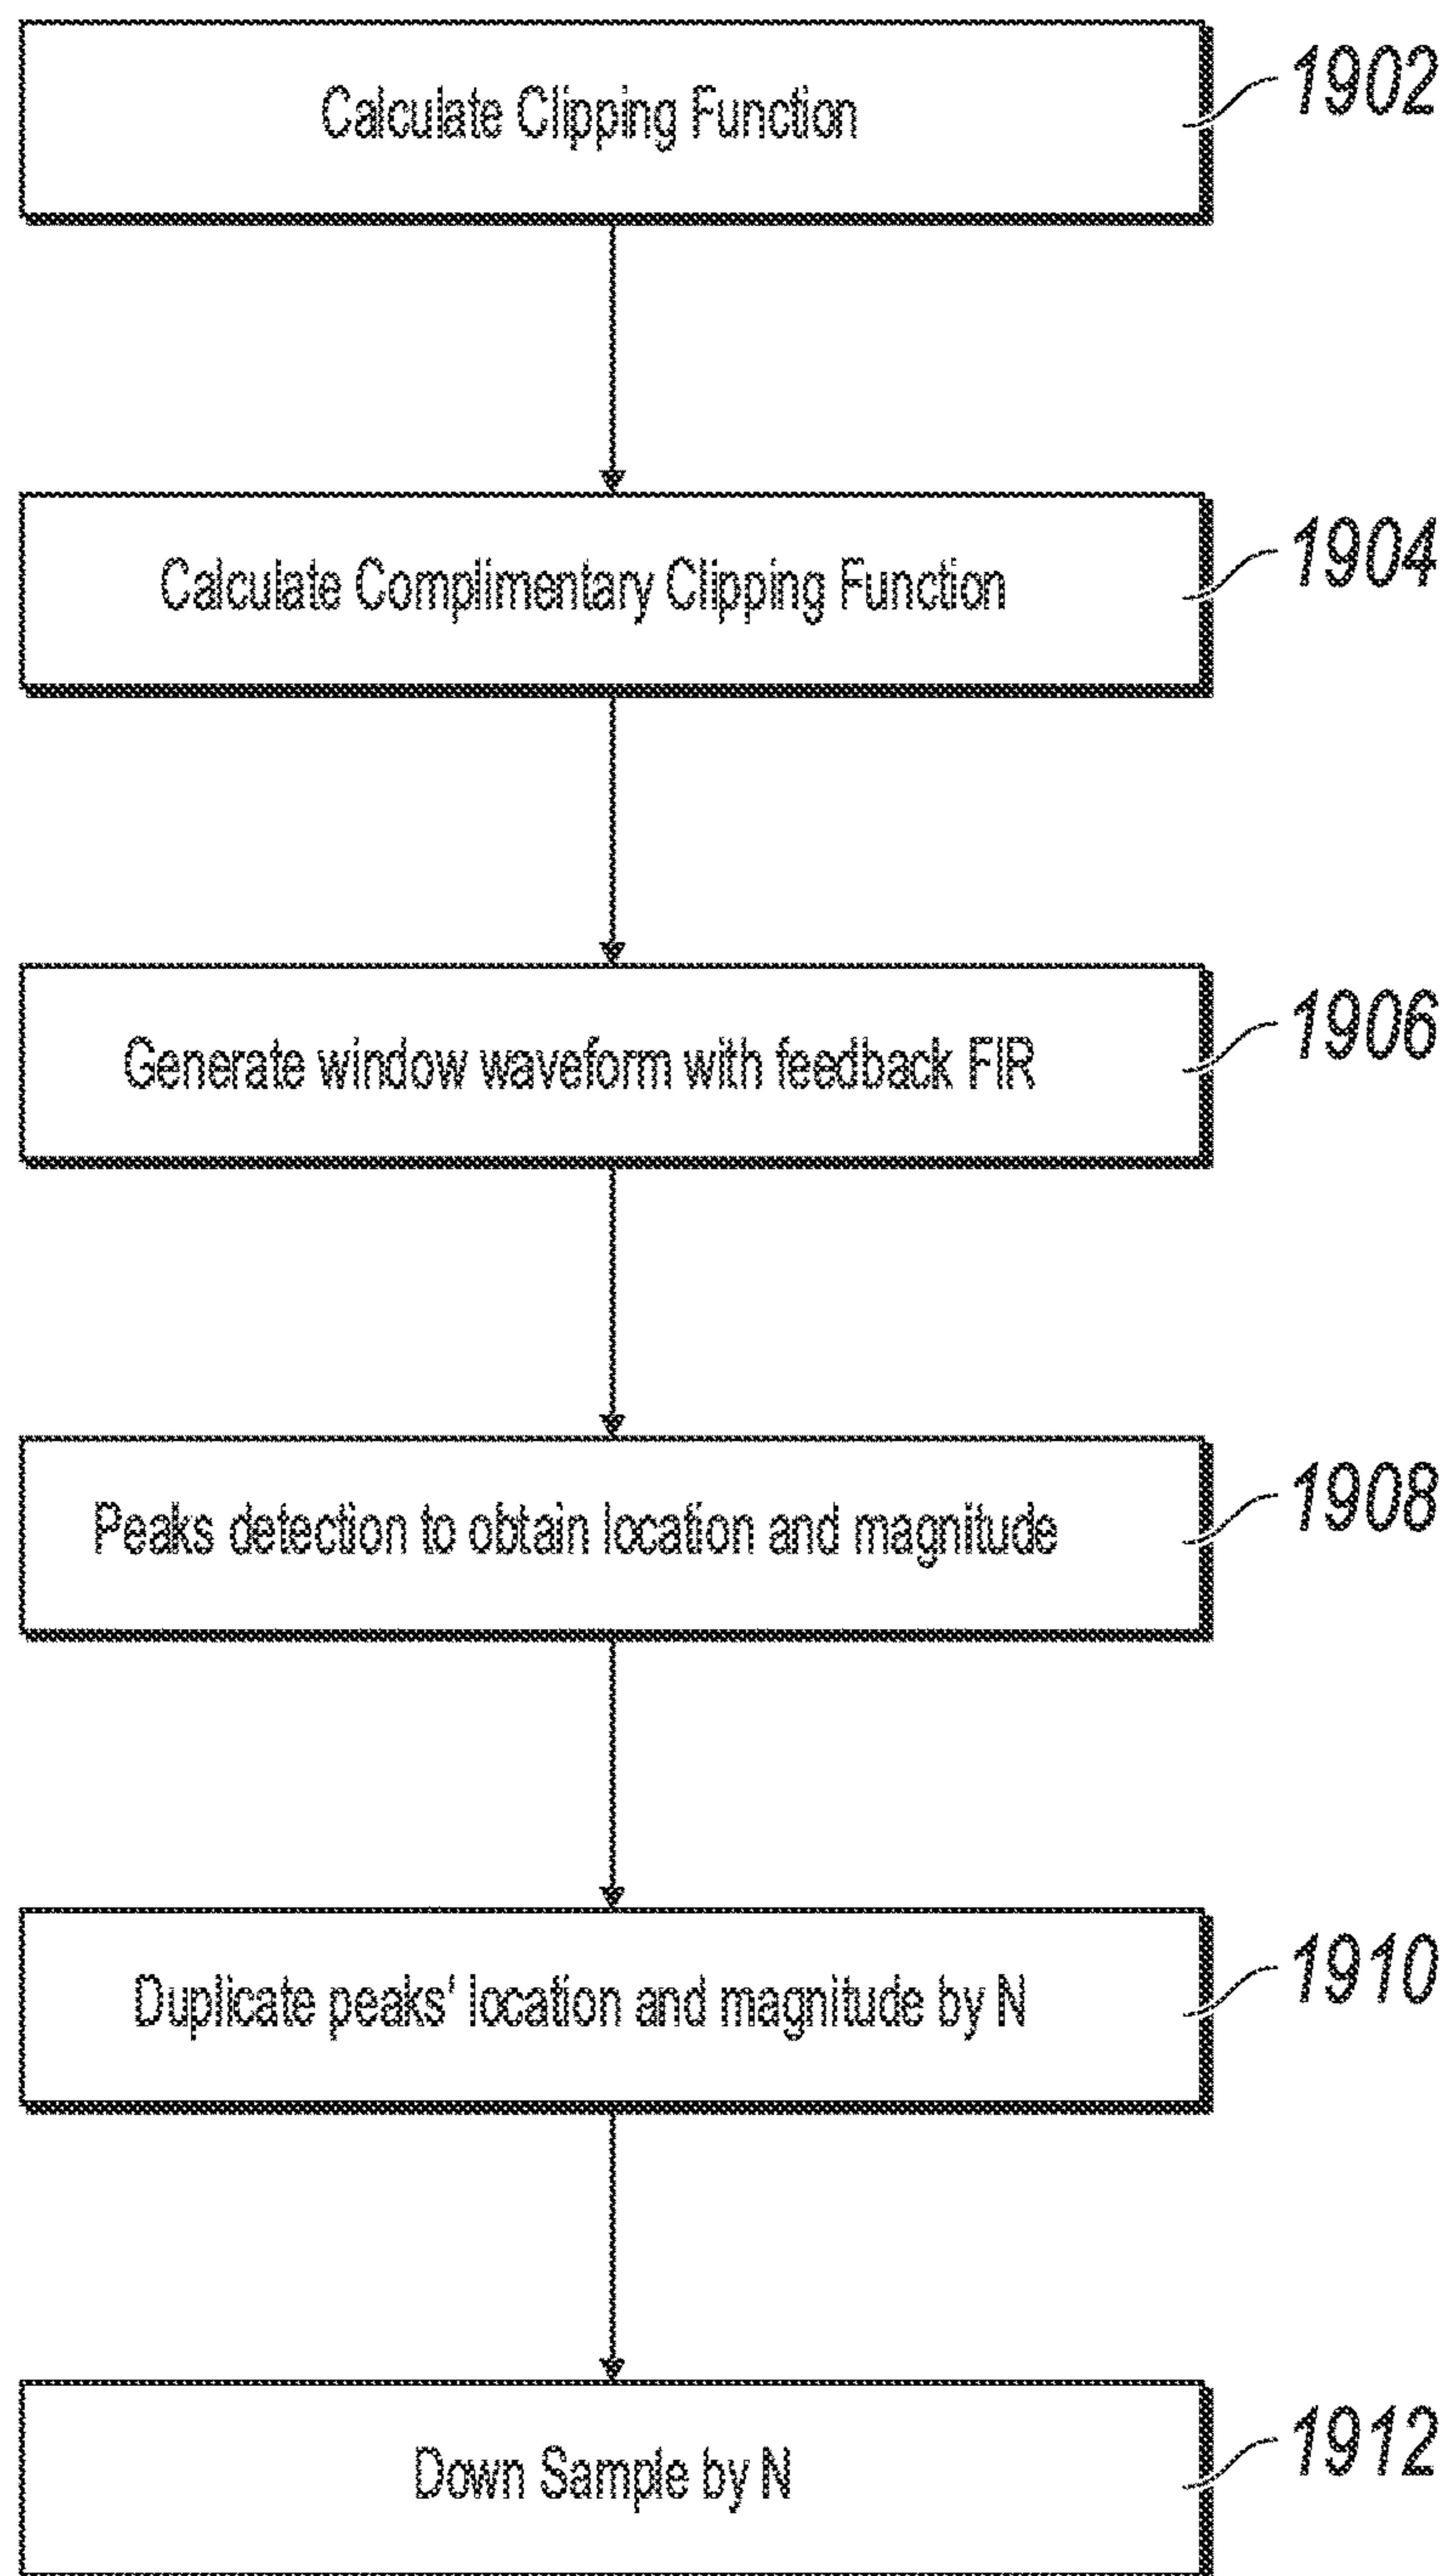 Calculate Clipping Function
1902
Calculate Complimentary Clipping Function
1904
Generate window waveform with feedback FIR
1906
Peaks detection to obtain location and magnitude
1908
Duplicate peaks' location and magnitude by N
1910
Down Sample by N
1912